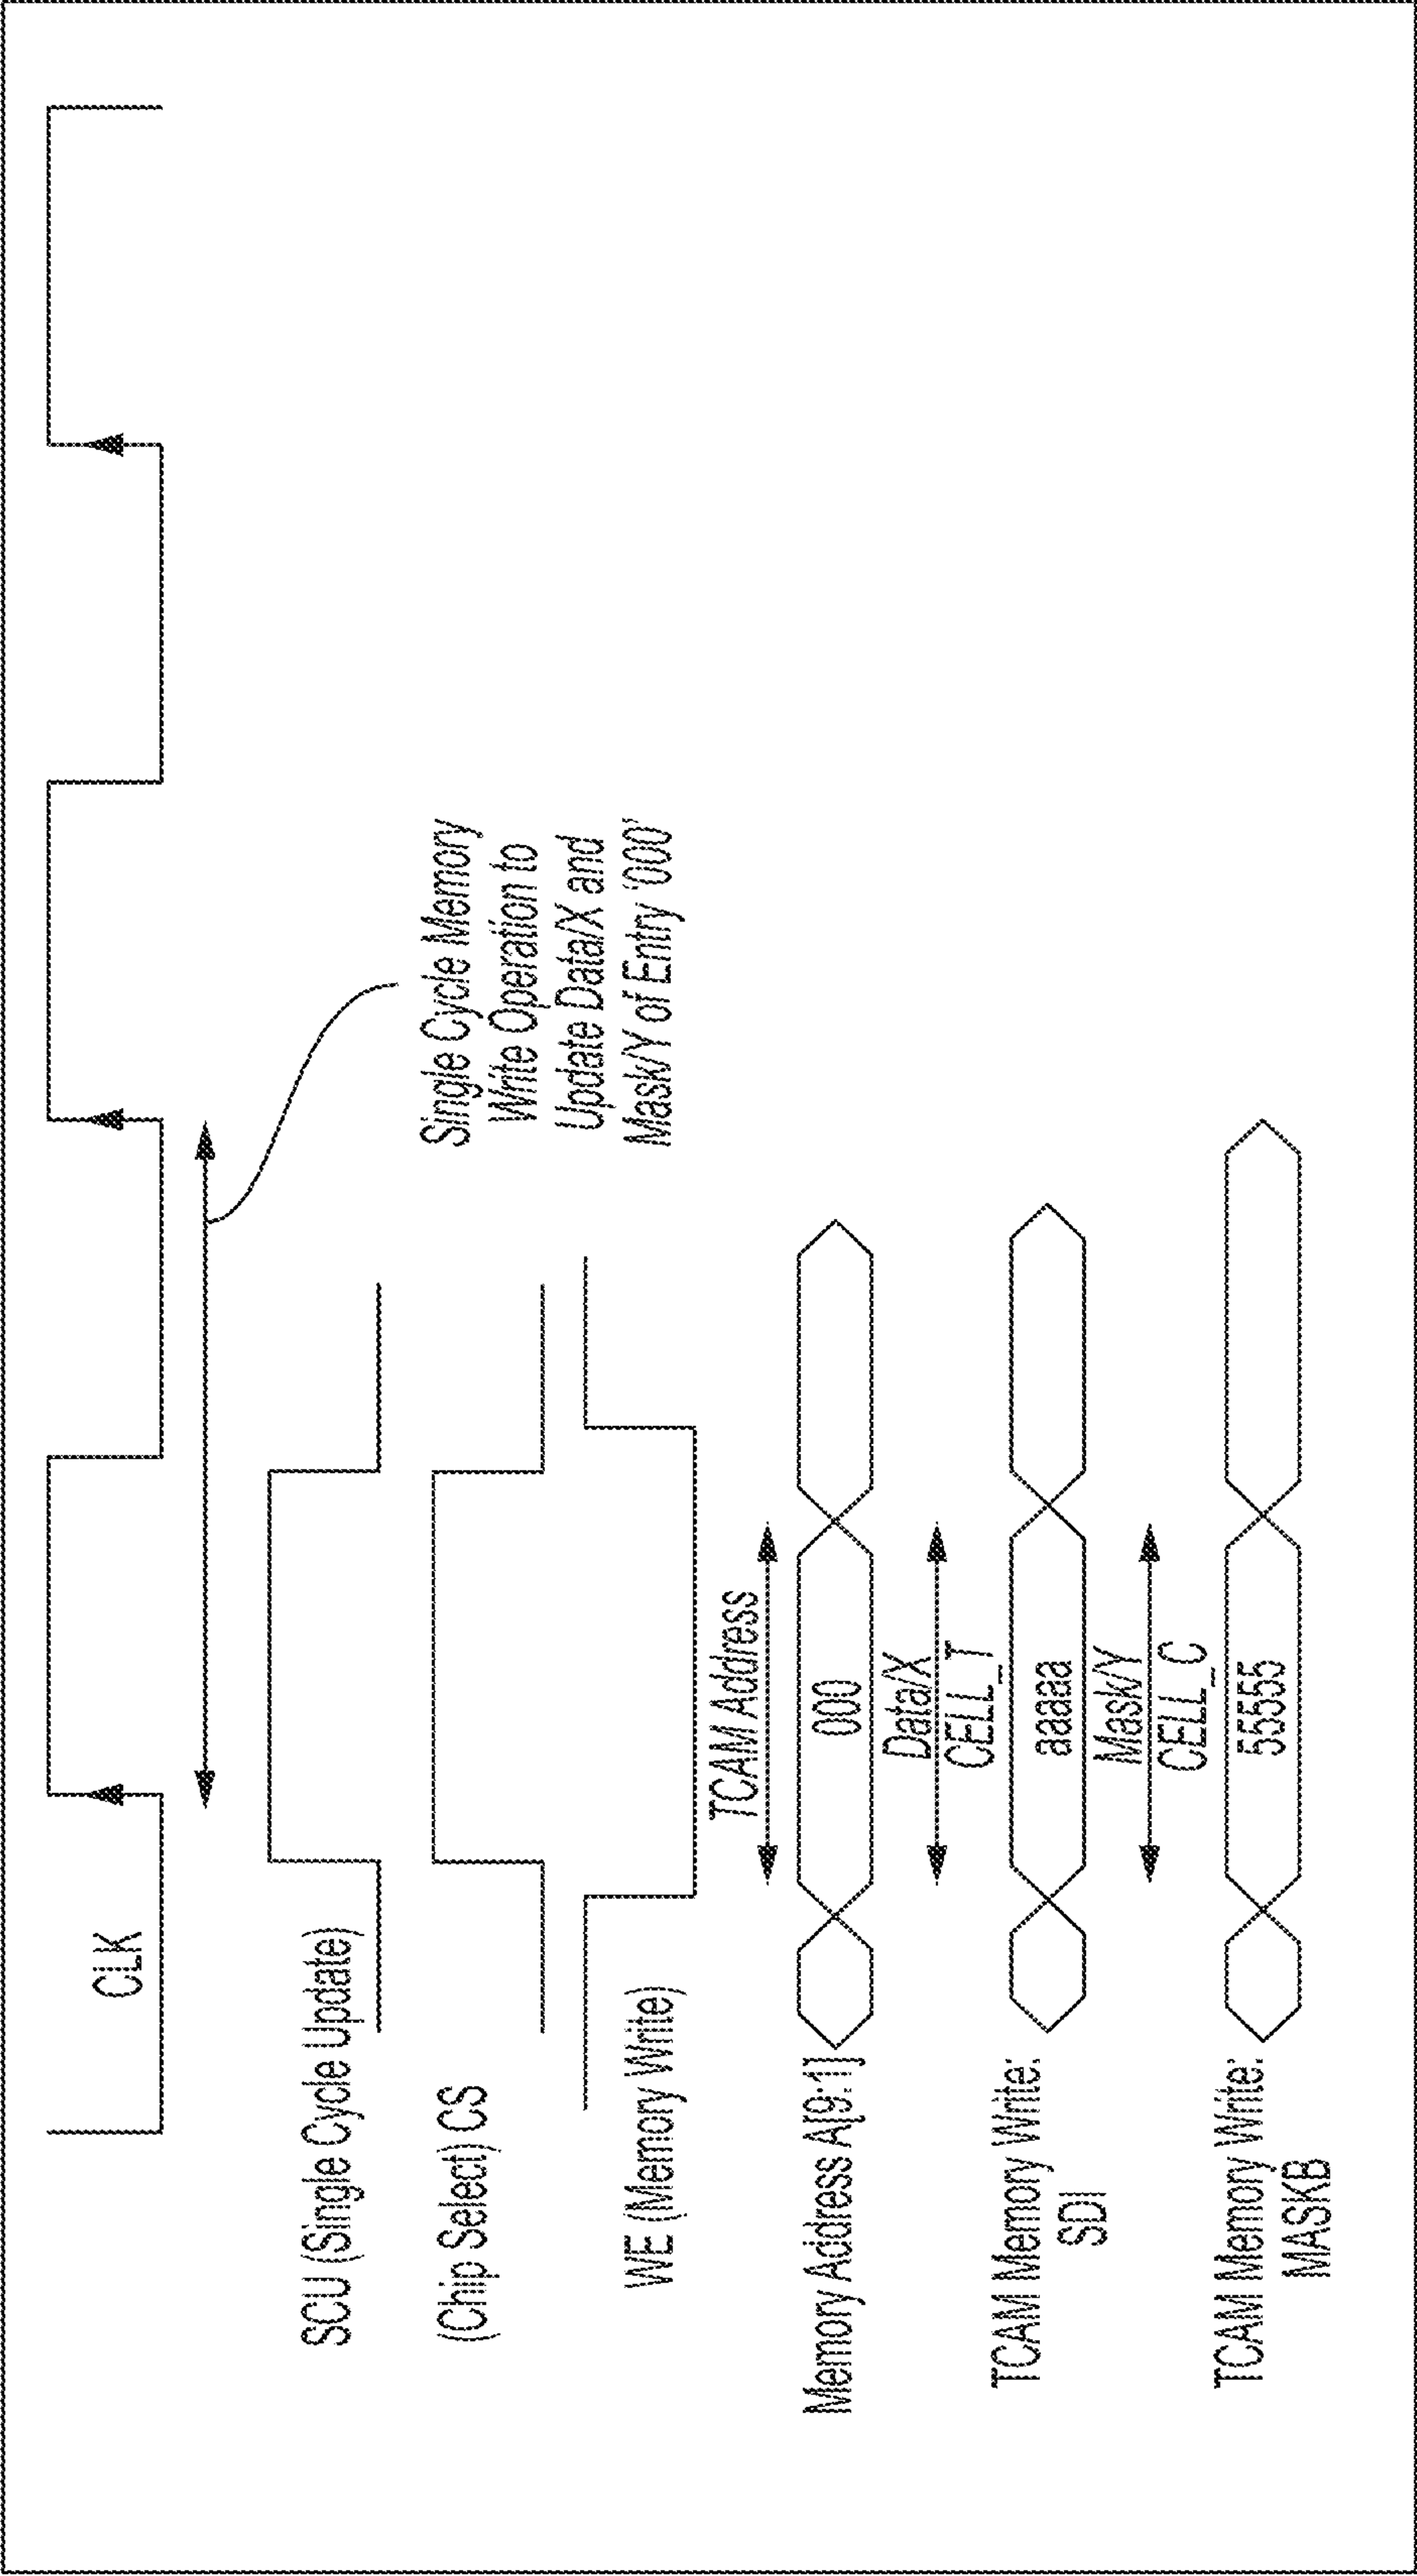 CLK
SCU (Single Cycle Update)
(Chip Select) CS
Single Cycle Memory
Write Operation to
Update Data/X and
Mask/Y of Entry ‘000’
WE (Memory Write)
TCAM Address
Memory Address A[9:1]
000
Data/X
CELL_T
TCAM Memory Write:
SDI
aaaaa
Mask/Y
CELL_C
TCAM Memory Write:
MASKB
55555